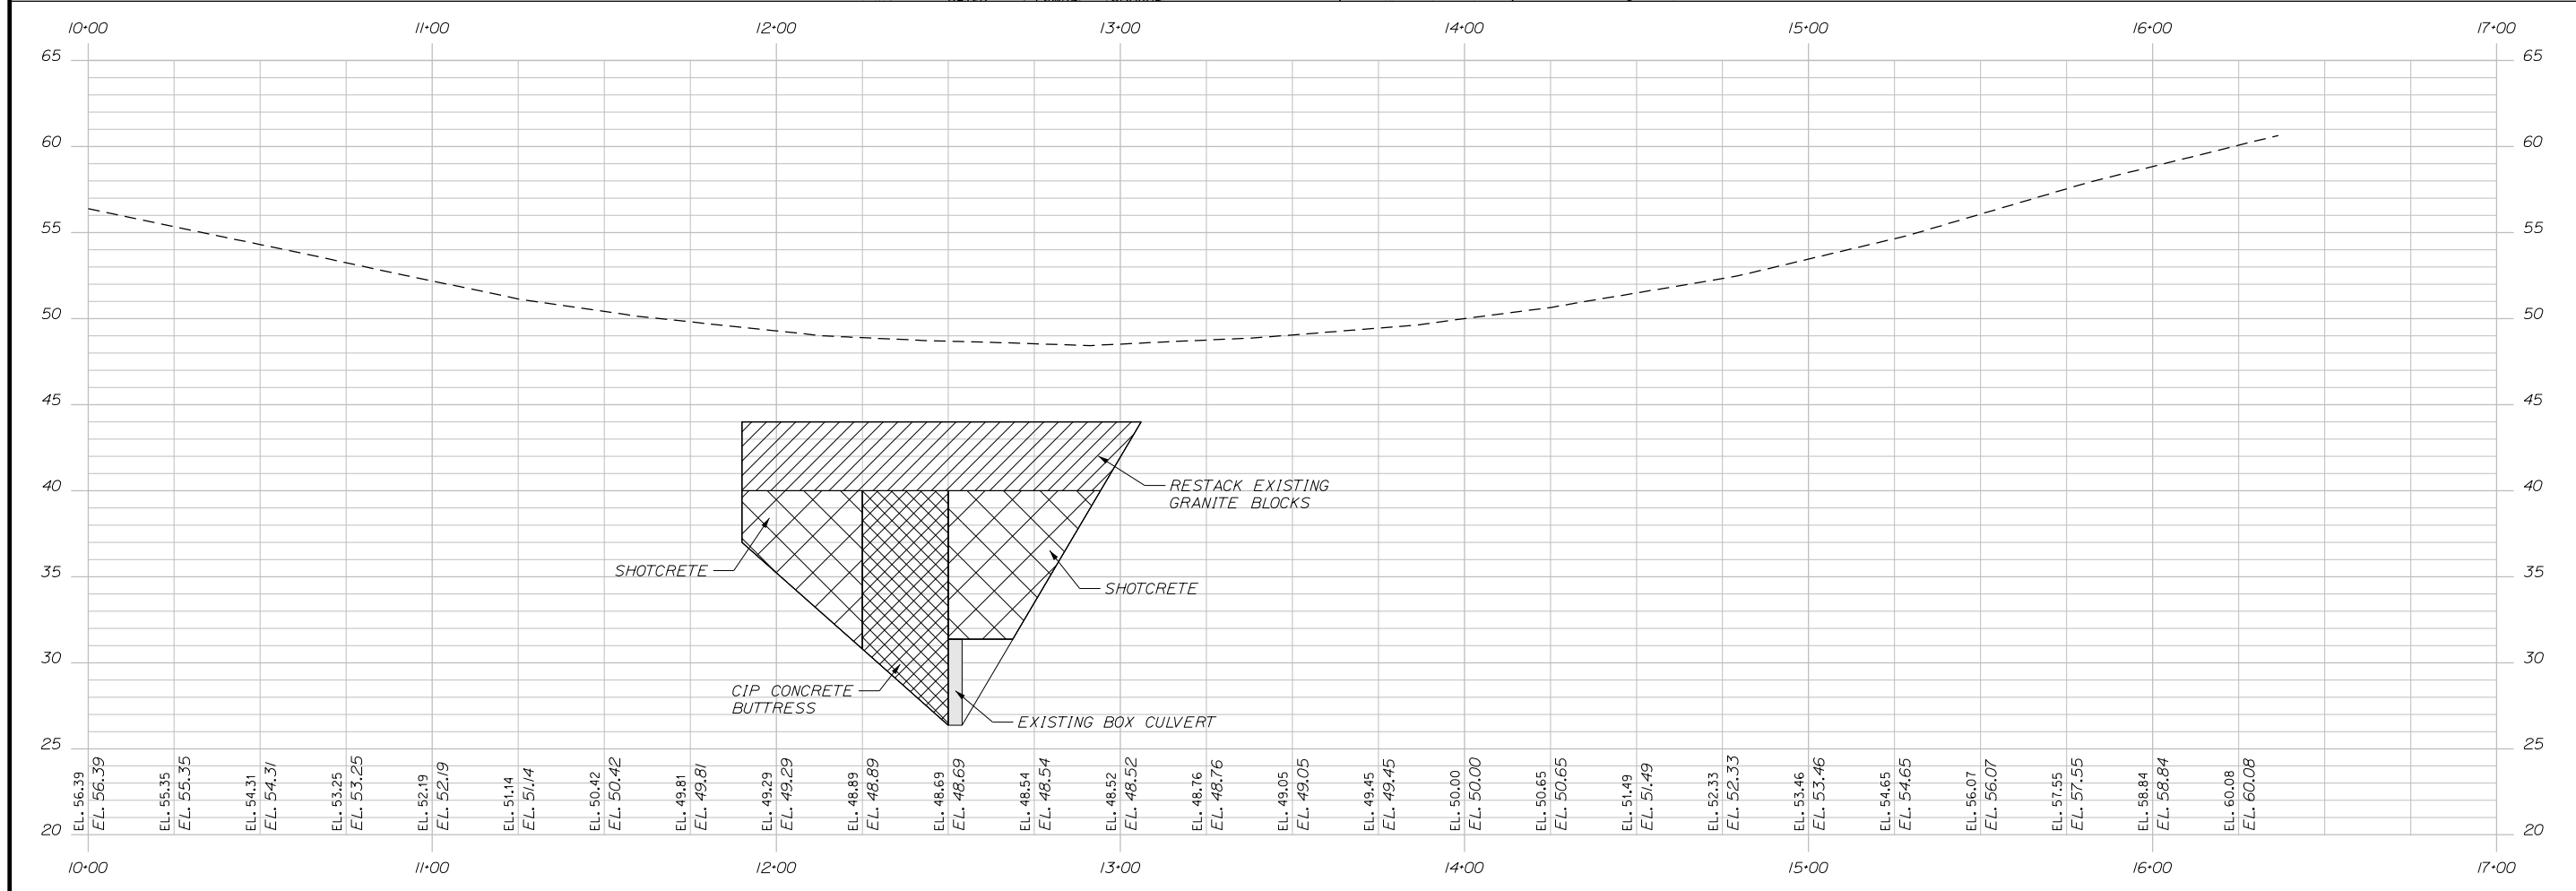 10+00 11+00 12+00 13+00 14+00 15+00 16+00 17+00
65 65
60 60
55 55
50 50
45 45
40 40
RESTACK EXISTING
GRANITE BLOCKS
35 35
SHOTCRETE
SHOTCRETE
30 30
CIP CONCRETE
BUTTRESS
EXISTING BOX CULVERT
25 25
EL. 56.39
EL. 56.39
EL. 55.35
EL. 55.35
EL. 54.31
EL. 54.31
EL. 53.25
EL. 53.25
EL. 52.19
EL. 52.19
EL. 51.14
EL. 51.14
EL. 50.42
EL. 50.42
EL. 49.81
EL. 49.81
EL. 49.29
EL. 49.29
EL. 48.89
EL. 48.89
EL. 48.69
EL. 48.69
EL. 48.54
EL. 48.54
EL. 48.52
EL. 48.52
EL. 48.76
EL. 48.76
EL. 49.05
EL. 49.05
EL. 49.45
EL. 49.45
EL. 50.00
EL. 50.00
EL. 50.65
EL. 50.65
EL. 51.49
EL. 51.49
EL. 52.33
EL. 52.33
EL. 53.46
EL. 53.46
EL. 54.65
EL. 54.65
EL. 56.07
EL. 56.07
EL. 57.55
EL. 57.55
EL. 58.84
EL. 58.84
EL. 60.08
EL. 60.08
20 20
10+00 11+00 12+00 13+00 14+00 15+00 16+00 17+00